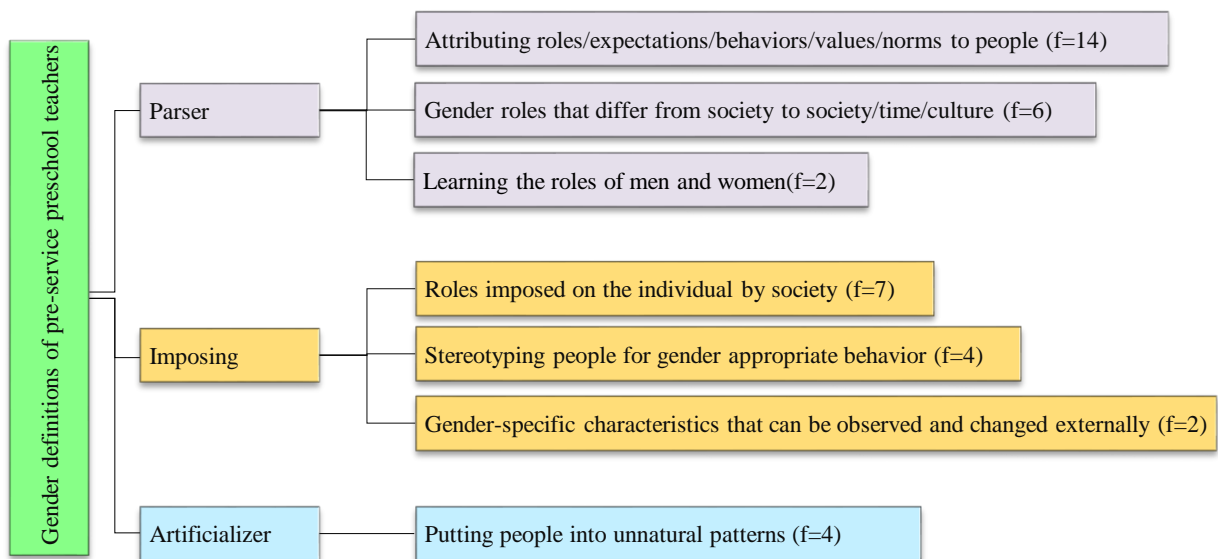 Gender definitions of pre-service preschool teachers
Parser
Attributing roles/expectations/behaviors/values/norms to people (f=14)
Gender roles that differ from society to society/time/culture (f=6)
Learning the roles of men and women(f=2)
Imposing
Roles imposed on the individual by society (f=7)
Stereotyping people for gender appropriate behavior (f=4)
Gender-specific characteristics that can be observed and changed externally (f=2)
Artificializer
Putting people into unnatural patterns (f=4)